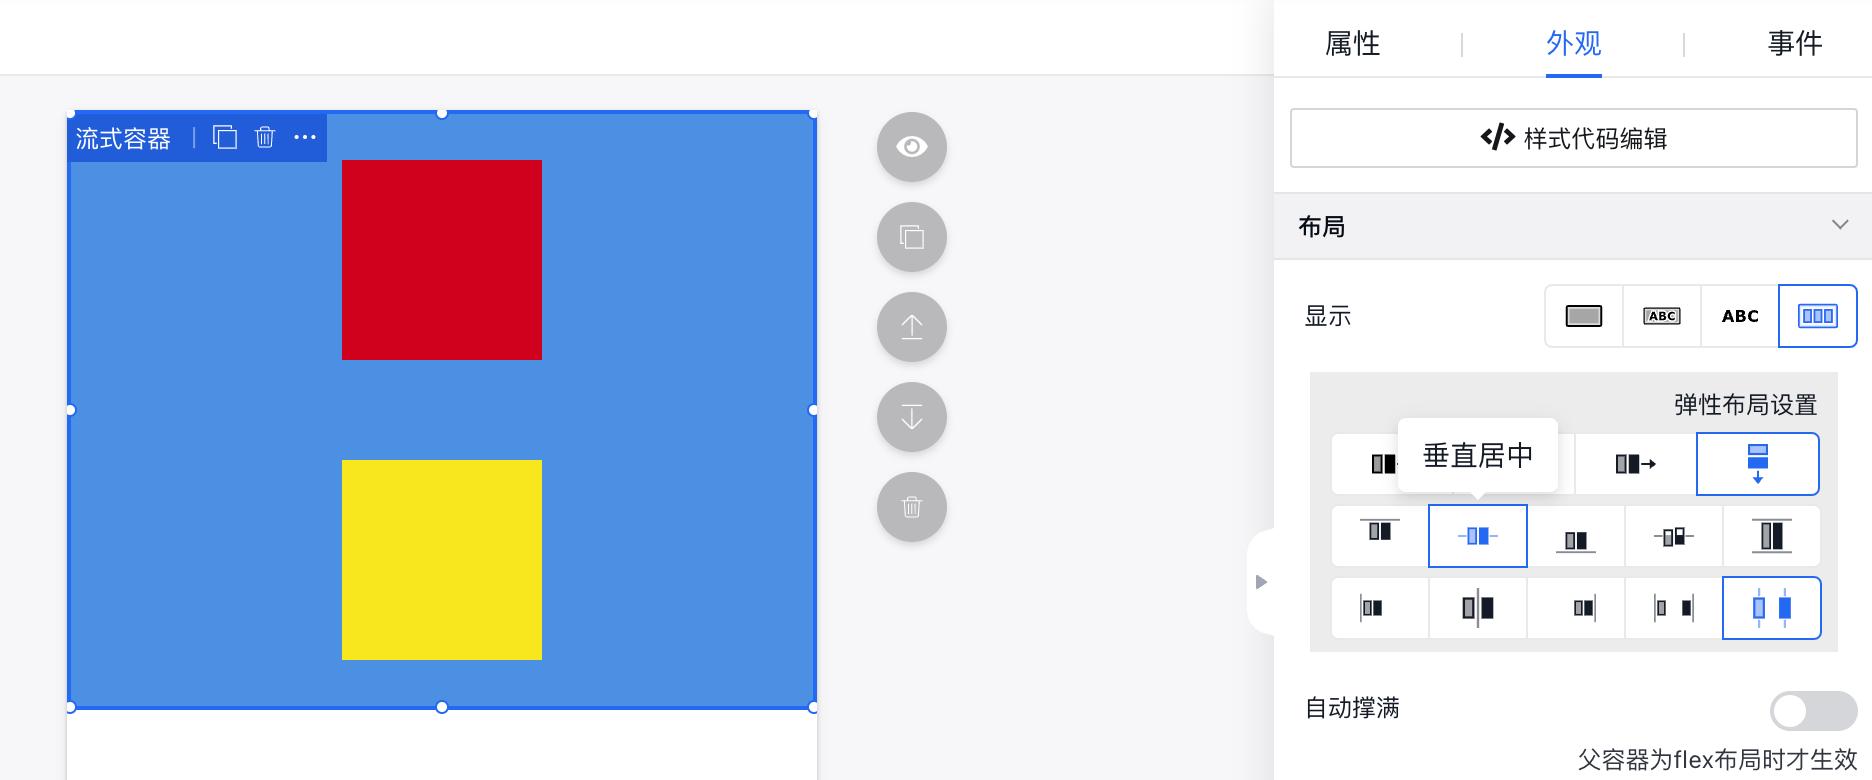 属性
外观
事件
流式容器
样式代码编辑
布局
显示
ABC
ABC
弹性布局设置
垂直居中
自动撑满
父容器为flex布局时才生效